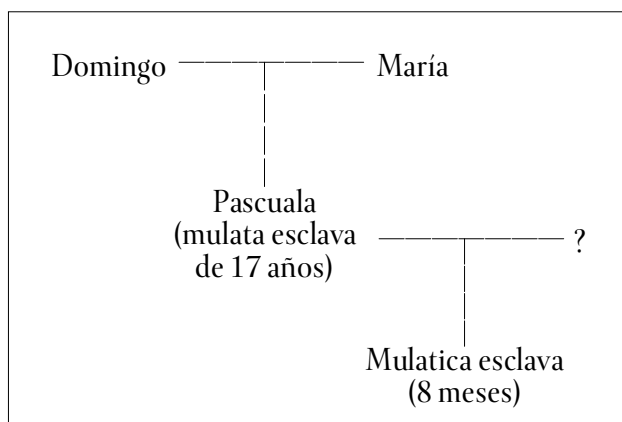 Domingo María
Pascuala
(mulata esclava
de 17 años)
?
Mulatica esclava
(8 meses)